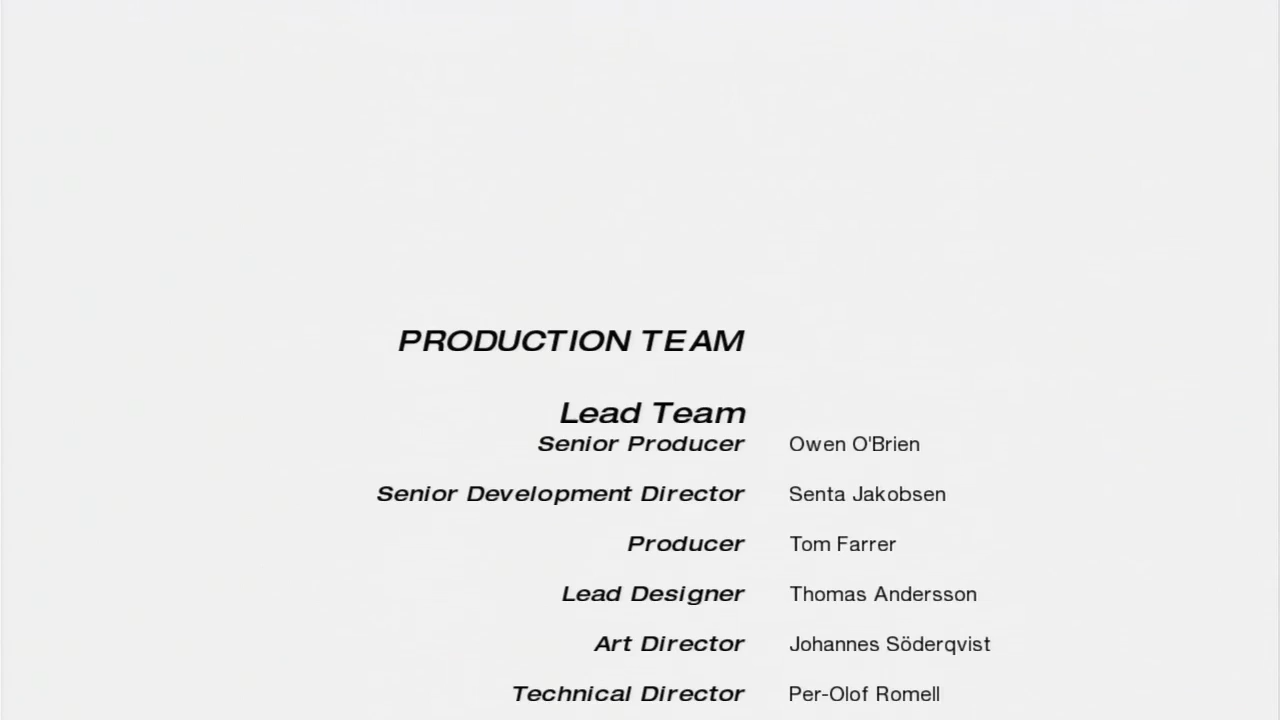 PRODUCTION TEAM
Lead Team
Senior Producer Owen O'Brien
Senior Development Director Senta Jakobsen
Producer Tom Farrer
Lead Designer Thomas Andersson
Art Director Johannes Söderqvist
Technical Director Per-Olof Romell